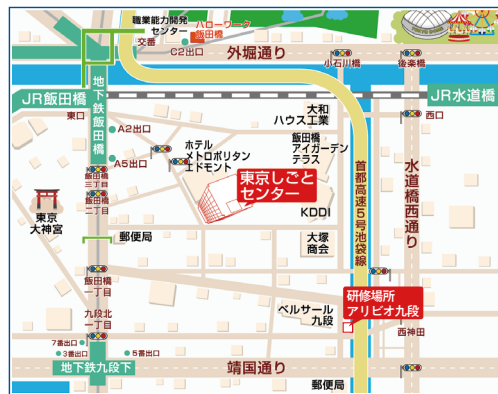 職業能力開発
センター
ハローワーク
飯田橋
交番
C2出口
外堀通り
小石川橋
後楽橋
地下鉄飯田橋
JR飯田橋
JR水道橋
東口
西口
A2出口
大和
ハウス工業
ホテル
メトロポリタン
エドモント
飯田橋
アイガーデン
テラス
A5出口
飯田橋
三丁目
東京しごと
センター
首都高速5号池袋線
水道橋西通り
飯田橋
二丁目
東京
大神宮
KDDI
郵便局
大塚
商会
飯田橋
一丁目
研修場所
アリビオ九段
ベルサール
九段
九段北
一丁目
西神田
7番出口
3番出口
5番出口
地下鉄九段下
靖国通り
郵便局